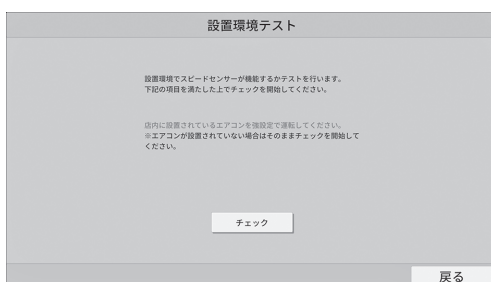 設置環境テスト
設置環境でスピードセンサーが機能するかテストを行います。
下記の項目を満たした上でチェックを開始してください。
店内に設置されているエアコンを強設定で運転してください。
※エアコンが設置されていない場合はそのままチェックを開始して
ください。
チェック
戻る